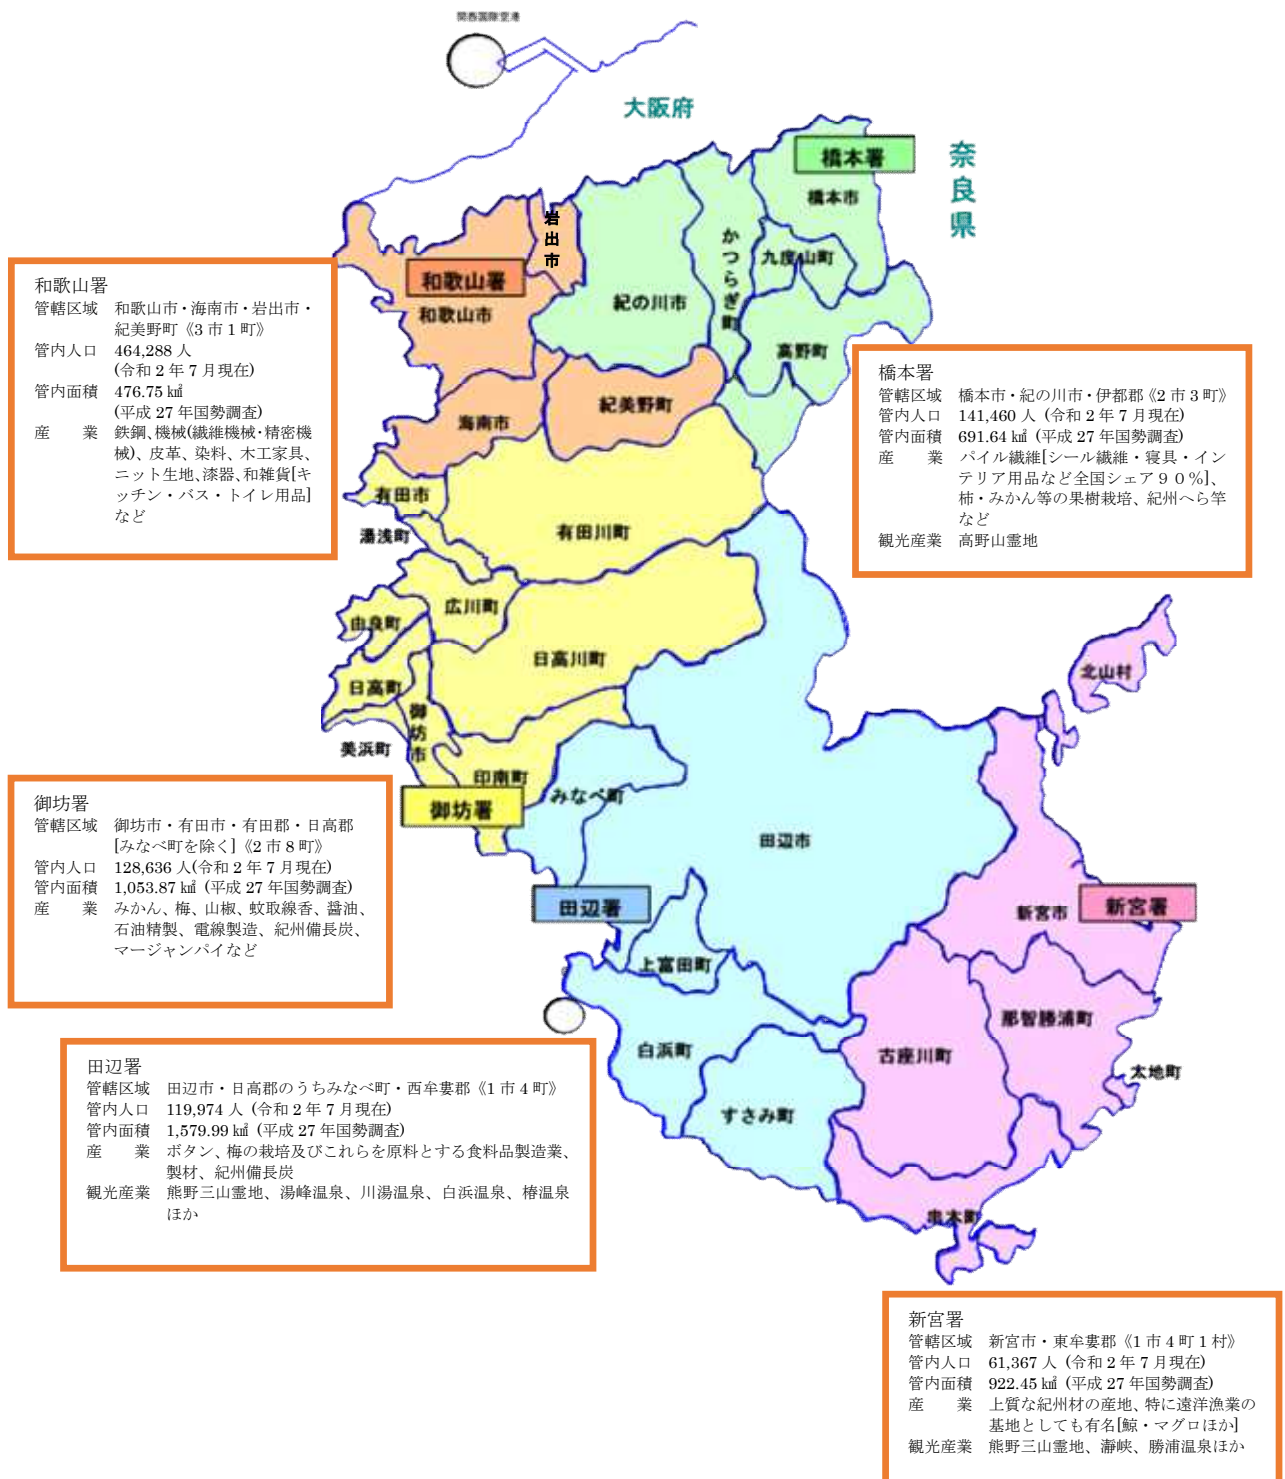 関西国際空港
大阪府
奈良県
橋本署
橋本市
岩出市
かつらぎ町
九度山町
和歌山署
和歌山市
紀の川市
高野町
紀美野町
海南市
有田市
湯浅町
有田川町
広川町
由良町
日高川町
日高町
御坊市
美浜町
印南町
御坊署
みなべ町
北山村
田辺市
田辺署
新宮市
新宮署
上富田町
那智勝浦町
白浜町
古座川町
太地町
すさみ町
串本町
和歌山署
管轄区域 和歌山市・海南市・岩出市・
紀美野町《3市1町》
管内人口 464,288人
(令和2年7月現在)
管内面積 476.75㎢
(平成27年国勢調査)
産 業 鉄鋼、機械(繊維機械・精密機
械)、皮革、染料、木工家具、
ニット生地、漆器、和雑貨[キ
ッチン・バス・トイレ用品]
など
橋本署
管轄区域 橋本市・紀の川市・伊都郡《2市3町》
管内人口 141,460人 (令和2年7月現在)
管内面積 691.64㎢ (平成27年国勢調査)
産 業 パイル繊維[シール繊維・寝具・イン
テリア用品など全国シェア90%]、
柿・みかん等の果樹栽培、紀州へら竿
など
観光産業 高野山霊地
御坊署
管轄区域 御坊市・有田市・有田郡・日高郡
[みなべ町を除く]《2市8町》
管内人口 128,636人(令和2年7月現在)
管内面積 1,053.87㎢ (平成27年国勢調査)
産 業 みかん、梅、山椒、蚊取線香、醤油、
石油精製、電線製造、紀州備長炭、
マージャンパイなど
田辺署
管轄区域 田辺市・日高郡のうちみなべ町・西牟婁郡《1市4町》
管内人口 119,974人 (令和2年7月現在)
管内面積 1,579.99㎢ (平成27年国勢調査)
産 業 ボタン、梅の栽培及びこれらを原料とする食料品製造業、
製材、紀州備長炭
観光産業 熊野三山霊地、湯峰温泉、川湯温泉、白浜温泉、椿温泉
ほか
新宮署
管轄区域 新宮市・東牟婁郡《1市4町1村》
管内人口 61,367人 (令和2年7月現在)
管内面積 922.45㎢ (平成27年国勢調査)
産 業 上質な紀州材の産地、特に遠洋漁業の
基地としても有名[鯨・マグロほか]
観光産業 熊野三山霊地、瀞峡、勝浦温泉ほか